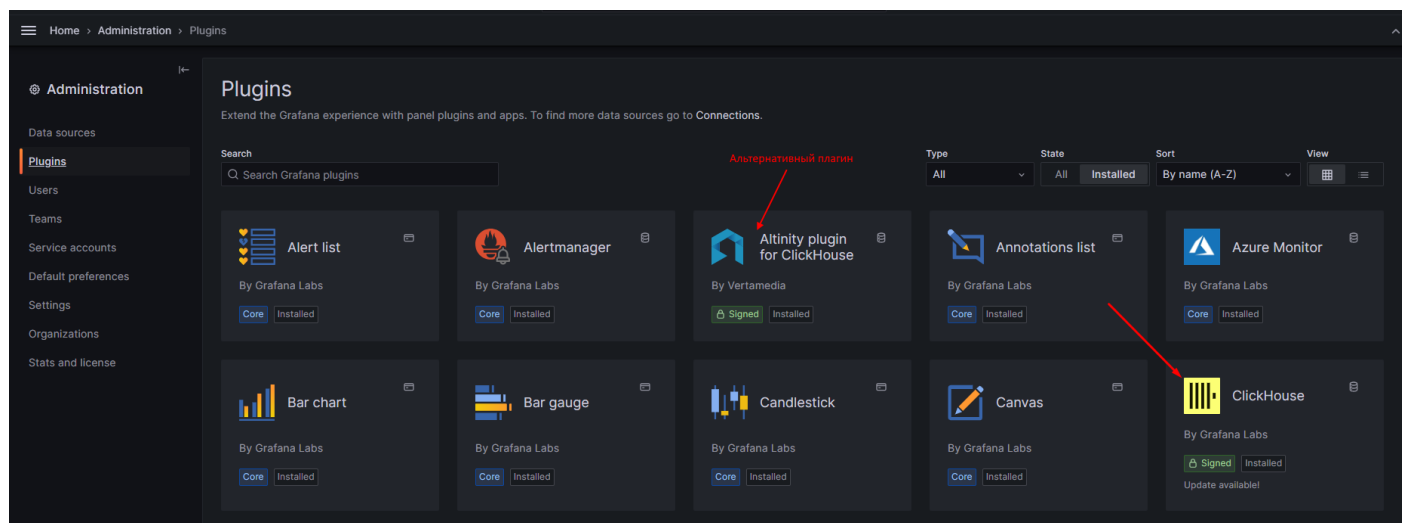 Home › Administration › Plugins
Administration
Data sources
Plugins
Users
Teams
Service accounts
Default preferences
Settings
Organizations
Stats and license
Plugins
Extend the Grafana experience with panel plugins and apps. To find more data sources go to Connections.
Search
Search Grafana plugins
Альтернативный плагин
Type
All
State
All Installed
Sort
By name (A-Z)
View
Alert list
By Grafana Labs
Core Installed
Alertmanager
By Grafana Labs
Core Installed
Altinity plugin
for ClickHouse
By Vertamedia
Signed Installed
Annotations list
By Grafana Labs
Core Installed
Azure Monitor
By Grafana Labs
Core Installed
Bar chart
By Grafana Labs
Core Installed
Bar gauge
By Grafana Labs
Core Installed
Candlestick
By Grafana Labs
Core Installed
Canvas
By Grafana Labs
Core Installed
ClickHouse
By Grafana Labs
Signed Installed
Update available!